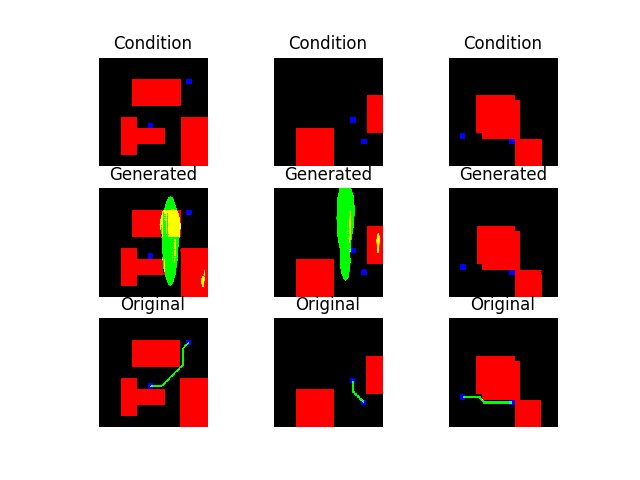 Condition Condition Condition
Generated Generated Generated
Original Original Original